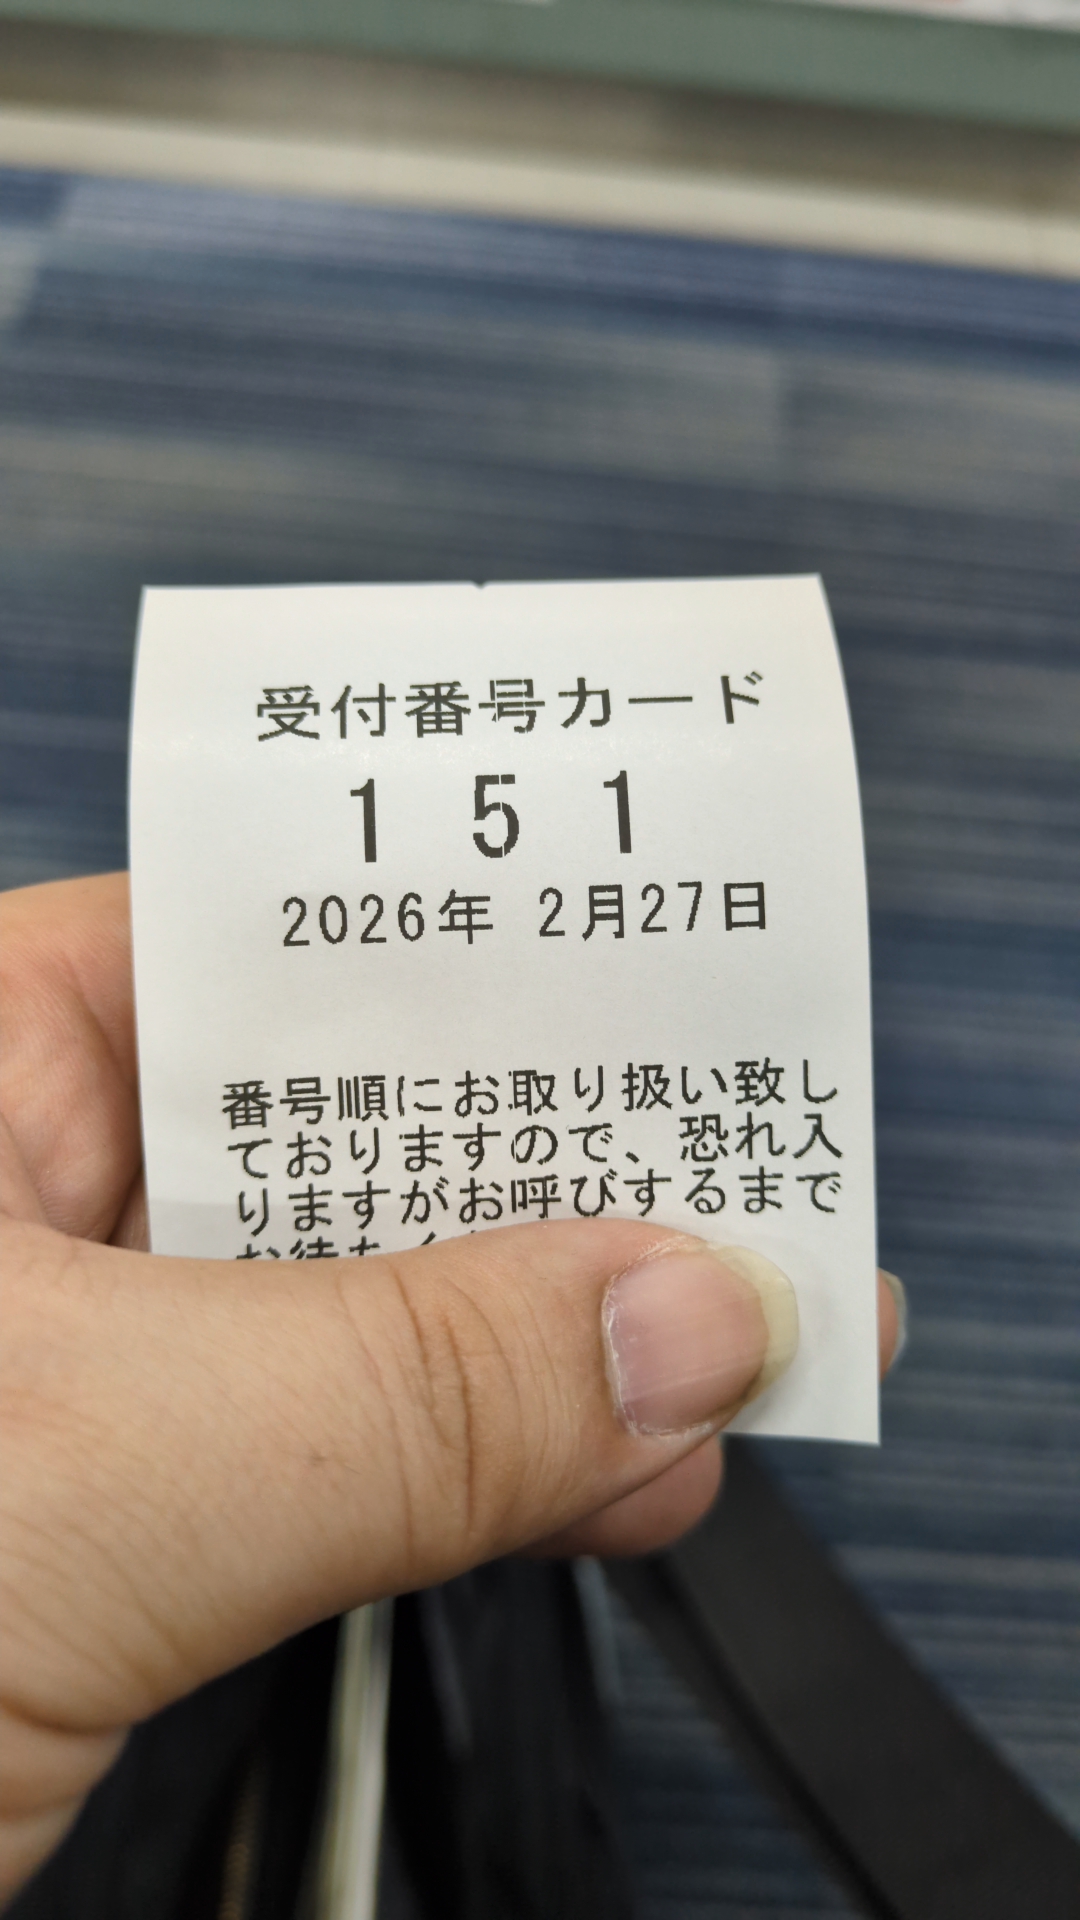 受付番号カード
151
2026年 2月27日
番号順にお取り扱い致し
ておりますので、恐れ入
りますがお呼びするまで